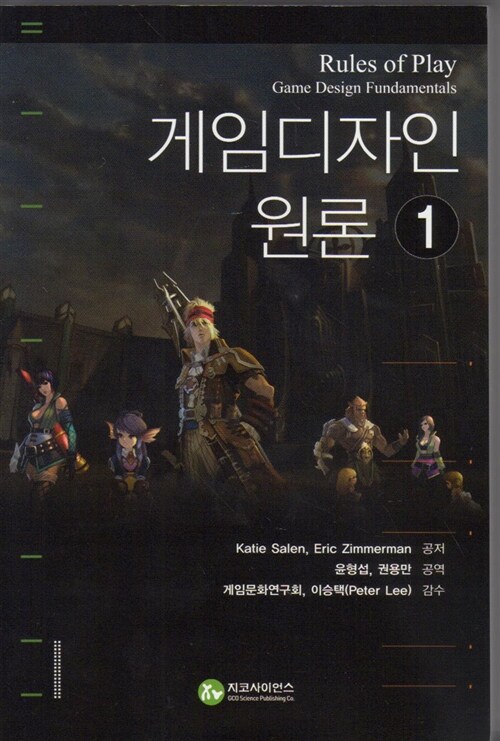 Rules of Play
Game Design Fundamentals
게임디자인
원론 1
Katie Salen, Eric Zimmerman 공저
윤형섭, 권용만 공역
게임문화연구회, 이승택(Peter Lee) 감수
지코사이언스
GCO Science Publishing Co.